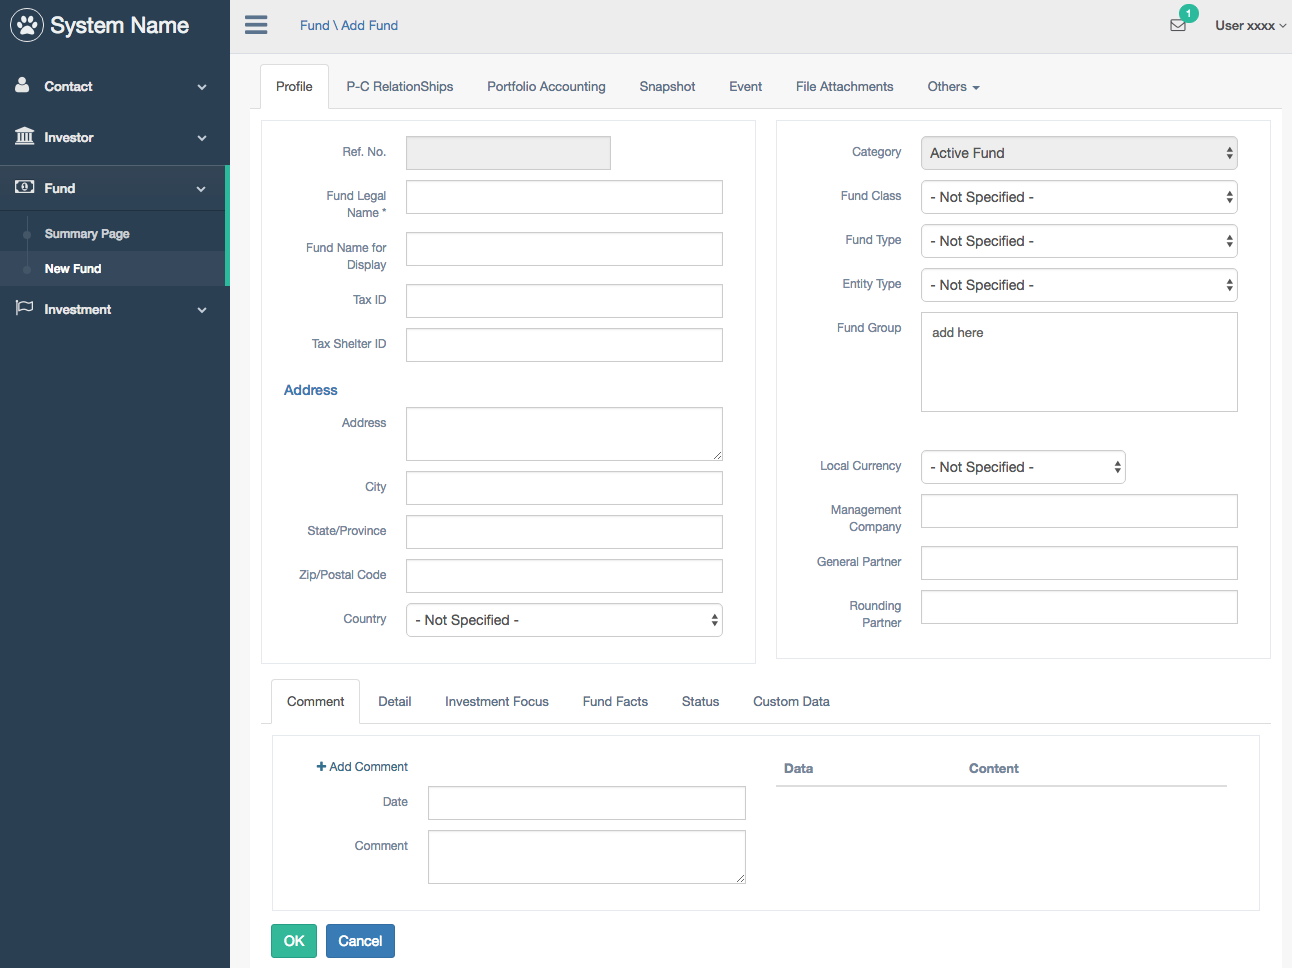 System Name
Fund \ Add Fund
1
User xxxx
Contact
Investor
Fund
Summary Page
New Fund
Investment
Profile
P-C RelationShips
Portfolio Accounting
Snapshot
Event
File Attachments
Others
Ref. No.
Fund Legal
Name *
Fund Name for
Display
Tax ID
Tax Shelter ID
Address
Address
City
State/Province
Zip/Postal Code
Country
- Not Specified -
Category
Active Fund
Fund Class
- Not Specified -
Fund Type
- Not Specified -
Entity Type
- Not Specified -
Fund Group
add here
Local Currency
- Not Specified -
Management
Company
General Partner
Rounding
Partner
Comment
Detail
Investment Focus
Fund Facts
Status
Custom Data
+ Add Comment
Date
Comment
Data
Content
OK
Cancel